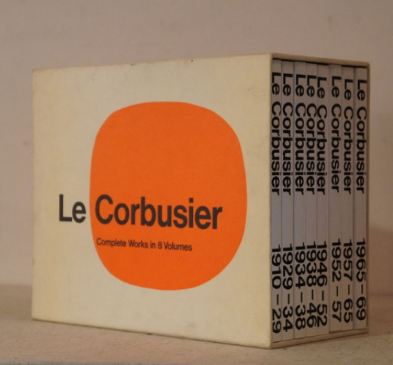 Le Corbusier
Complete Works in 8 Volumes
Le Corbusier 1910-29
Le Corbusier 1929-34
Le Corbusier 1934-38
Le Corbusier 1938-46
Le Corbusier 1946-52
Le Corbusier 1952-57
Le Corbusier 1957-65
Le Corbusier 1965-69